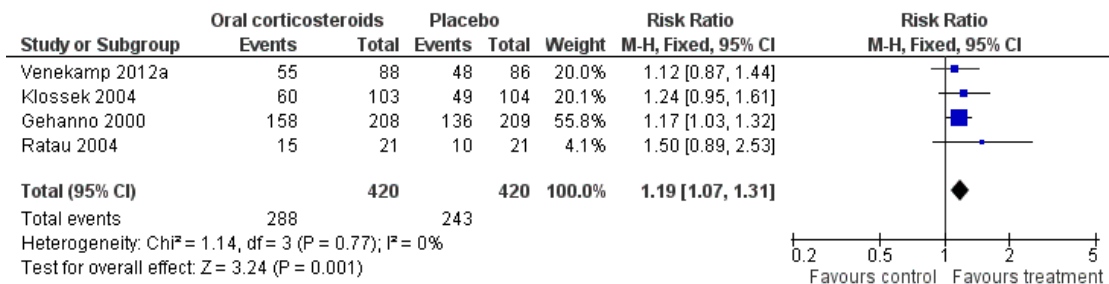 Oral corticosteroids Placebo Risk Ratio Risk Ratio
Study or Subgroup Events Total Events Total Weight M-H, Fixed, 95% CI M-H, Fixed, 95% CI
Venekamp 2012a 55 88 48 86 20.0% 1.12 [0.87, 1.44]
Klossek 2004 60 103 49 104 20.1% 1.24 [0.95, 1.61]
Gehanno 2000 158 208 136 209 55.8% 1.17 [1.03, 1.32]
Ratau 2004 15 21 10 21 4.1% 1.50 [0.89, 2.53]
Total (95% CI) 420 420 100.0% 1.19 [1.07, 1.31]
Total events 288 243
Heterogeneity: Chi² = 1.14, df = 3 (P = 0.77); I² = 0%
Test for overall effect: Z = 3.24 (P = 0.001)
0.2 0.5 1 2 5
Favours control Favours treatment